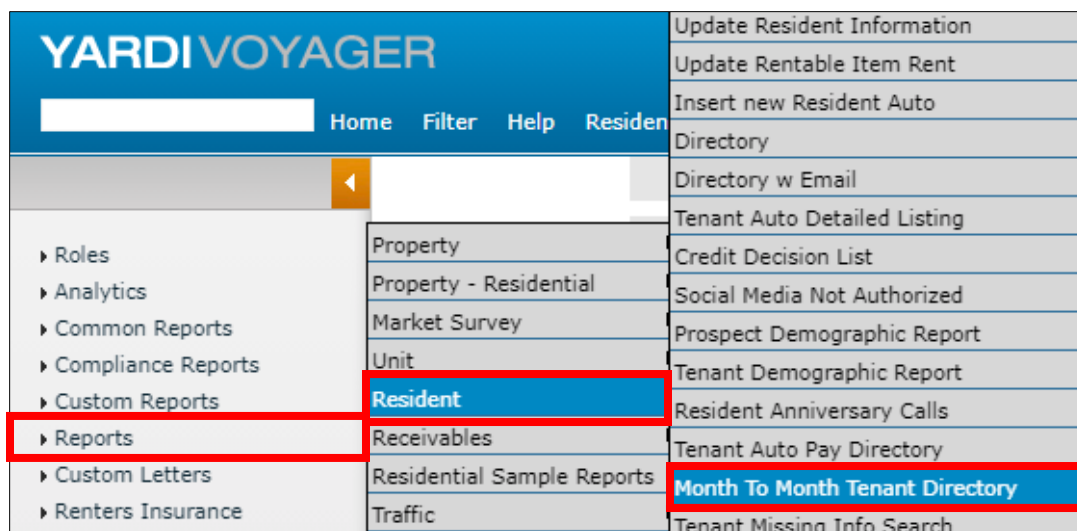 YARDI VOYAGER
Home Filter Help Residen
Roles
Analytics
Common Reports
Compliance Reports
Custom Reports
Reports
Custom Letters
Renters Insurance
Property
Property - Residential
Market Survey
Unit
Resident
Receivables
Residential Sample Reports
Traffic
Update Resident Information
Update Rentable Item Rent
Insert new Resident Auto
Directory
Directory w Email
Tenant Auto Detailed Listing
Credit Decision List
Social Media Not Authorized
Prospect Demographic Report
Tenant Demographic Report
Resident Anniversary Calls
Tenant Auto Pay Directory
Month To Month Tenant Directory
Tenant Missing Info Search